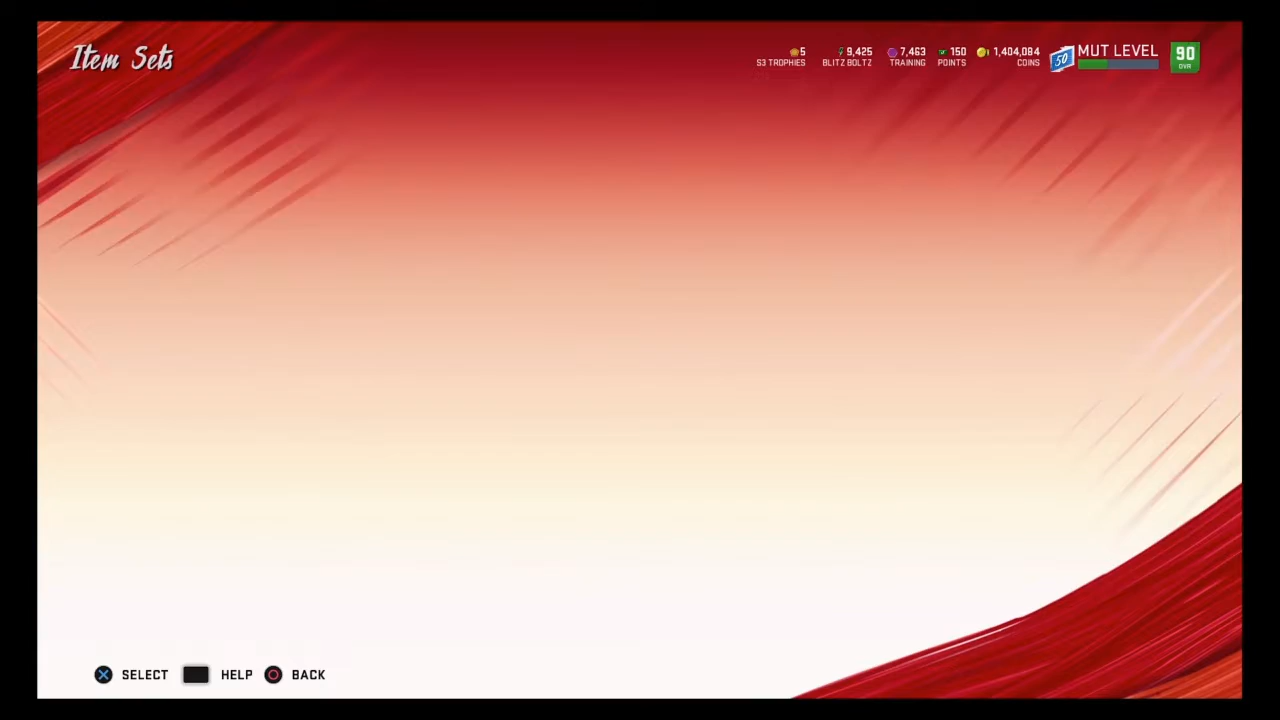 Item Sets
5
S3 TROPHIES
9,425
BLITZ BOLTZ
7,463
TRAINING
150
POINTS
1,404,084
COINS
50
MUT LEVEL
90
OVR
SELECT HELP BACK